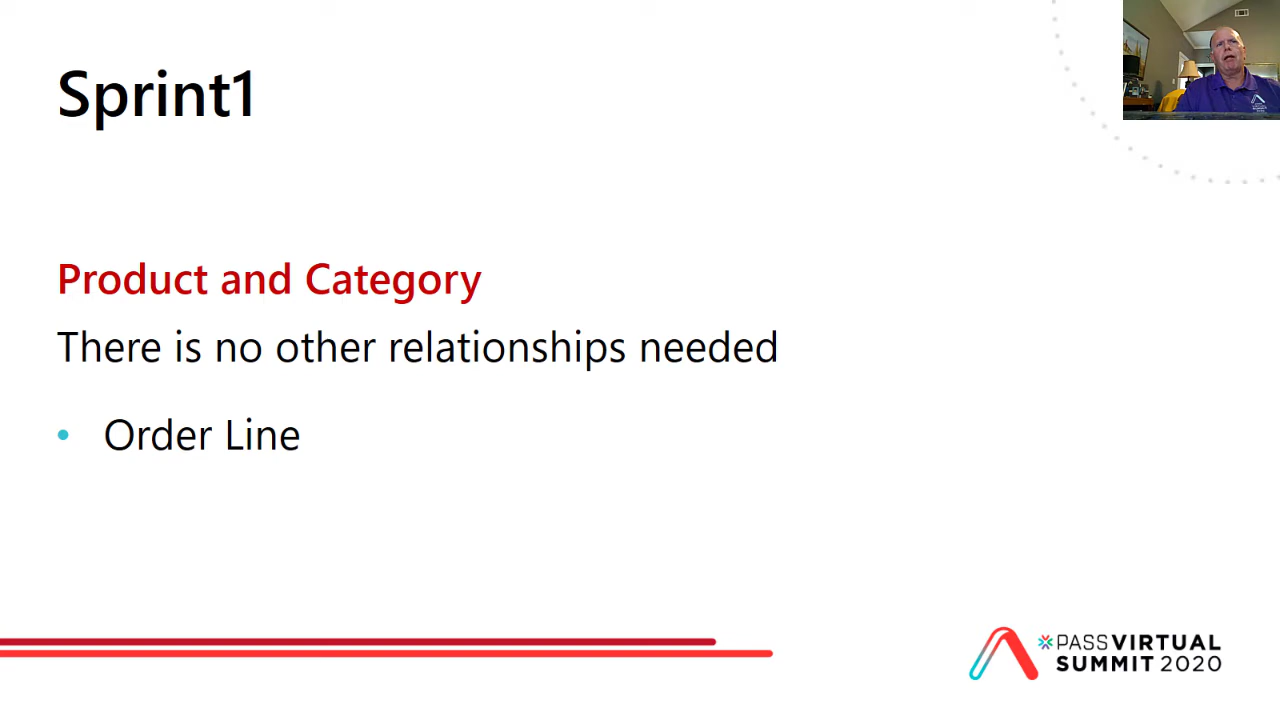 Sprint1
Product and Category
There is no other relationships needed
• Order Line
PASS VIRTUAL
SUMMIT 2020